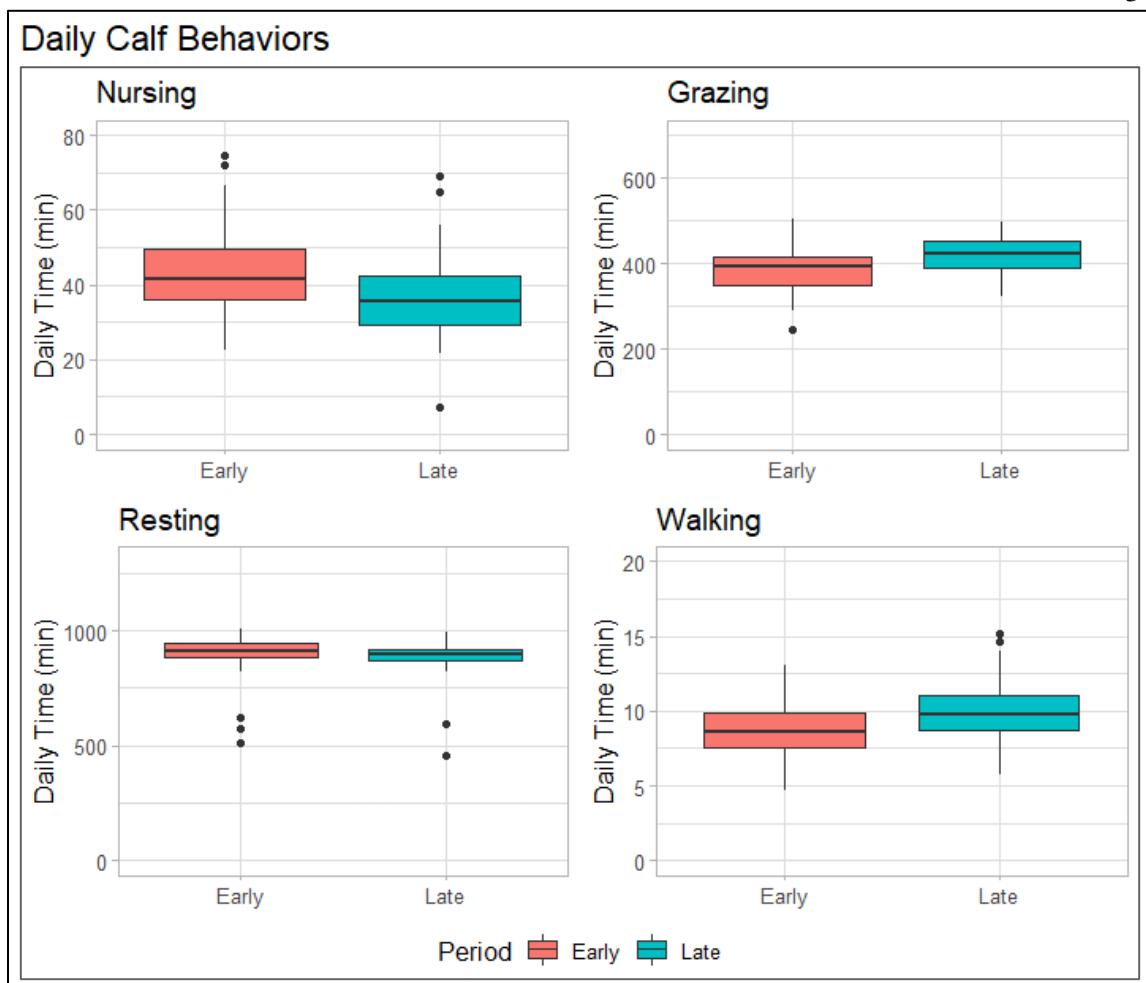 Daily Calf Behaviors
Nursing
Daily Time (min)
80
60
40
20
0
Early
Late
Grazing
Daily Time (min)
600
400
200
0
Early
Late
Resting
Daily Time (min)
1000
500
0
Early
Late
Walking
Daily Time (min)
20
15
10
5
0
Early
Late
Period Early Late